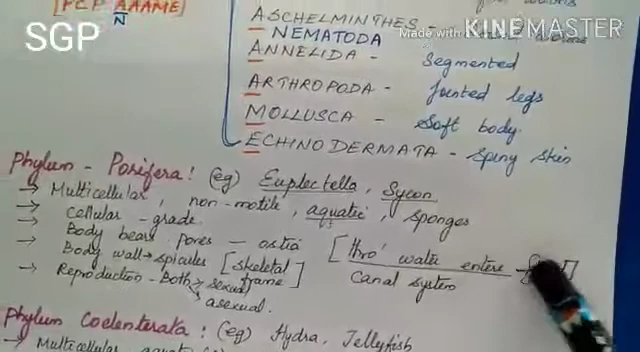 [PCP AAAME]
N
SGP
Made with KINEMASTER
ASCHELMINTHES -
NEMATODA
ANNELIDA - Segmented
ARTHROPODA - Jointed legs
MOLLUSCA - Soft body.
ECHINODERMATA - Spiny skin
Phylum - Porifera: (eg) Euplectella, Sycon
→ Multicellular, non-motile, aquatic, sponges
→ Cellular - grade.
→ Body bears pores - ostia [thro' water enters
Canal system
→ Body wall → spicules [skeletal frame]
→ Reproduction - Both → sexual
→ asexual.
Phylum Coelenterata: (eg) Hydra, Jellyfish
→ Multicellular